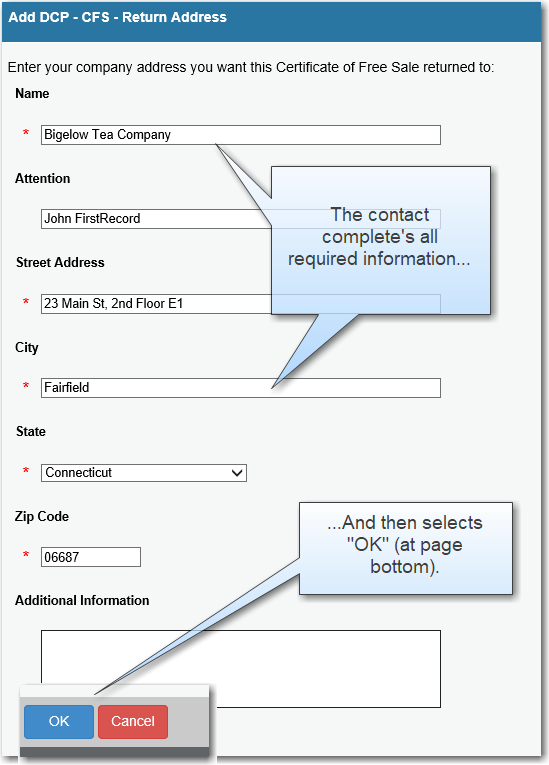 Add DCP - CFS - Return Address
Enter your company address you want this Certificate of Free Sale returned to:
Name
* Bigelow Tea Company
Attention
John FirstRecord
The contact
complete's all
required information...
Street Address
* 23 Main St, 2nd Floor E1
City
* Fairfield
State
* Connecticut
Zip Code
* 06687
...And then selects
"OK" (at page
bottom).
Additional Information
OK Cancel